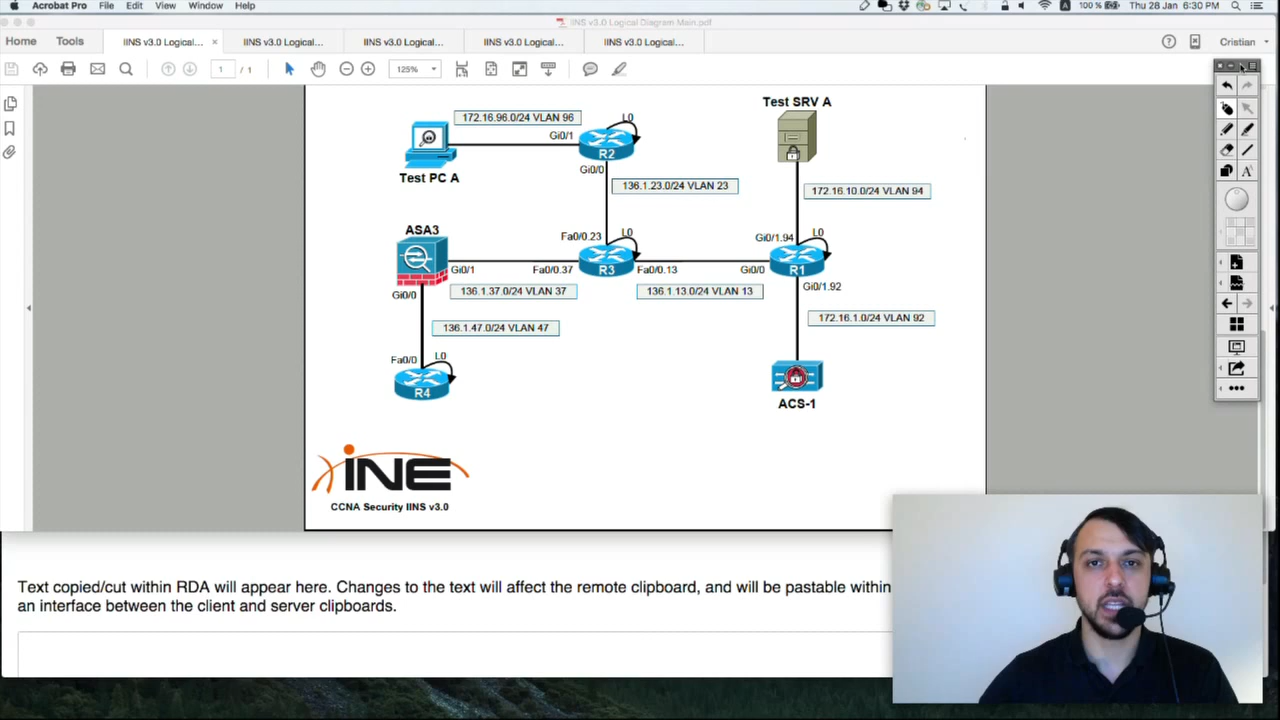 Acrobat Pro File Edit View Window Help
100 % Thu 28 Jan 6:30 PM
IINS v3.0 Logical Diagram Main.pdf
Home Tools IINS v3.0 Logical... × IINS v3.0 Logical... IINS v3.0 Logical... IINS v3.0 Logical... IINS v3.0 Logical... Cristian
1 / 1 125%
Test SRV A
172.16.96.0/24 VLAN 96
L0
Gi0/1
R2
Test PC A
Gi0/0
136.1.23.0/24 VLAN 23
172.16.10.0/24 VLAN 94
ASA3
Fa0/0.23
L0
Gi0/1.94
L0
Gi0/1
Fa0/0.37
R3
Fa0/0.13
Gi0/0
R1
Gi0/0
136.1.37.0/24 VLAN 37
136.1.13.0/24 VLAN 13
Gi0/1.92
136.1.47.0/24 VLAN 47
172.16.1.0/24 VLAN 92
Fa0/0
L0
R4
ACS-1
iNE
CCNA Security IINS v3.0
Text copied/cut within RDA will appear here. Changes to the text will affect the remote clipboard, and will be pastable within
an interface between the client and server clipboards.